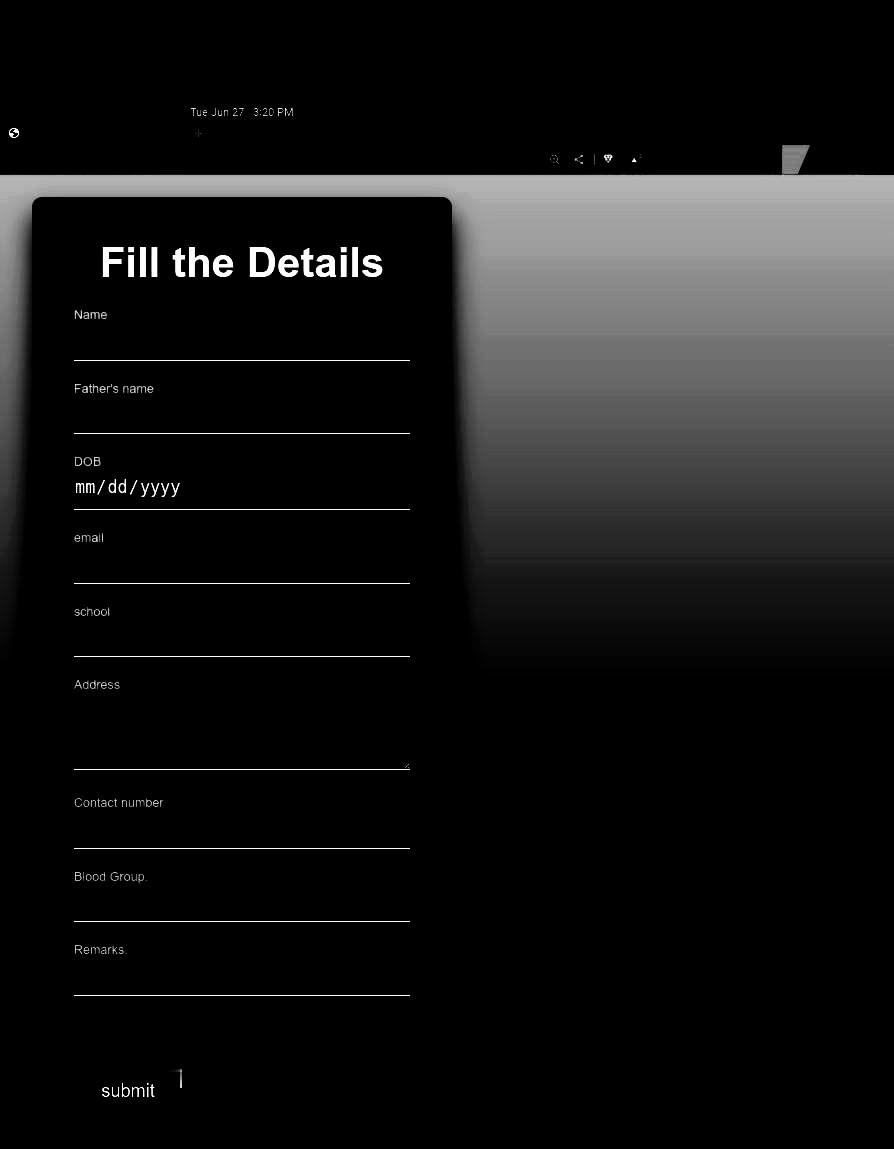 Tue Jun 27 3:20 PM
Fill the Details
Name
Father's name
DOB
mm/dd/yyyy
email
school
Address
Contact number
Blood Group.
Remarks.
submit